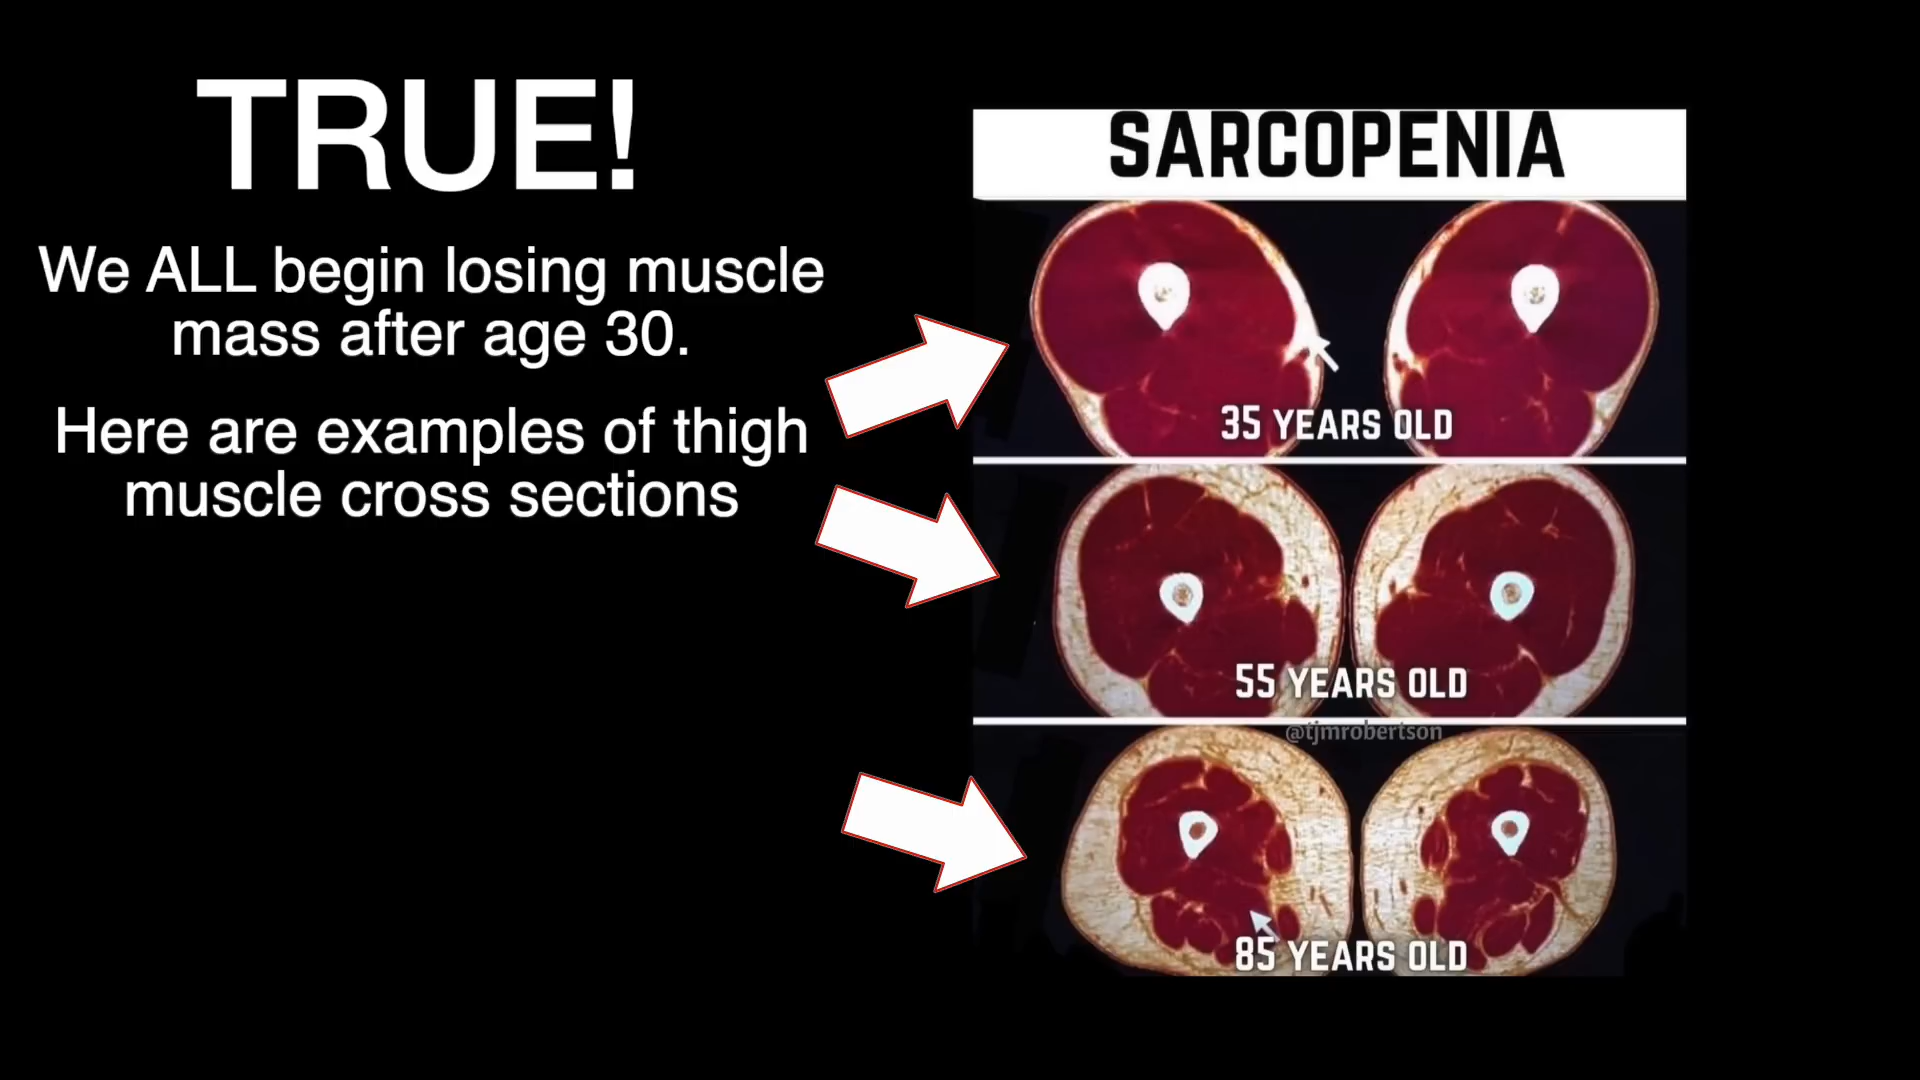 TRUE!
We ALL begin losing muscle
mass after age 30.
Here are examples of thigh
muscle cross sections
SARCOPENIA
35 YEARS OLD
55 YEARS OLD
@tjmrobertson
85 YEARS OLD